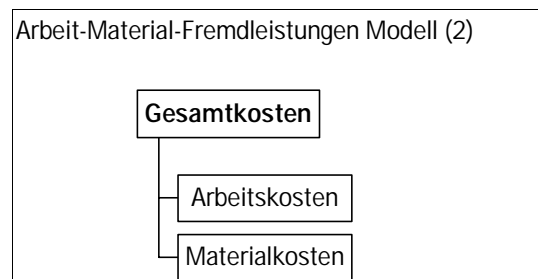 Arbeit-Material-Fremdleistungen Modell (2)
Gesamtkosten
Arbeitskosten
Materialkosten